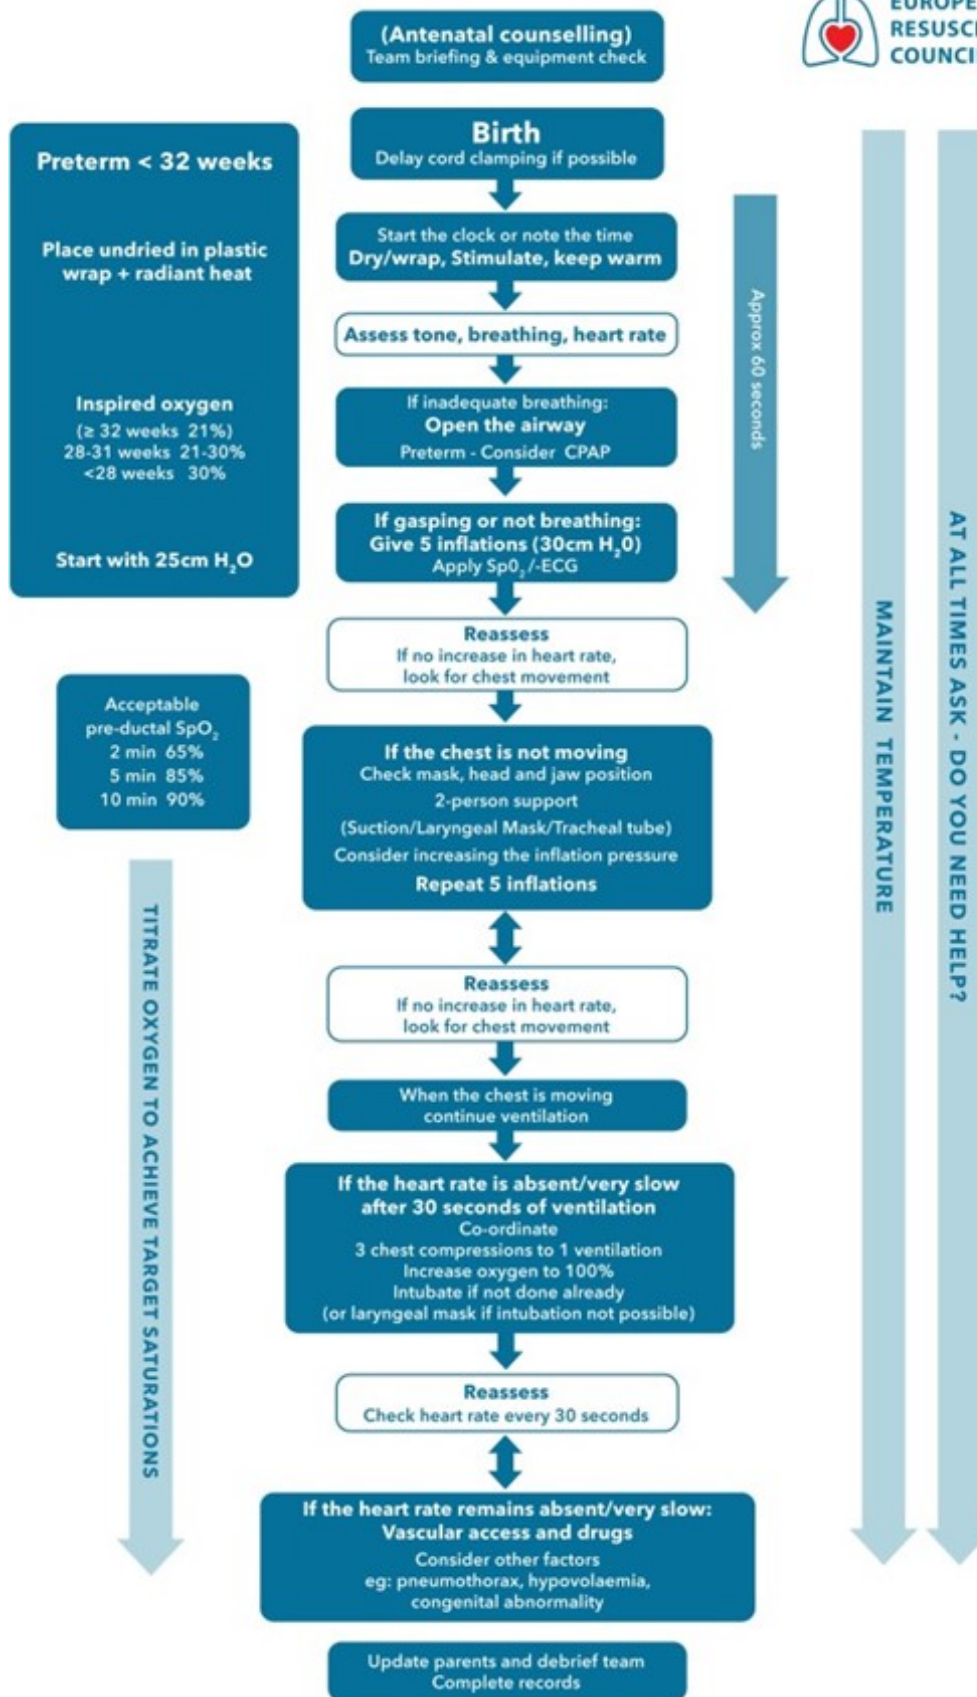 EUROPE
RESUSCI
COUNCI
(Antenatal counselling)
Team briefing & equipment check
Birth
Delay cord clamping if possible
Start the clock or note the time
Dry/wrap, Stimulate, keep warm
Assess tone, breathing, heart rate
If inadequate breathing:
Open the airway
Preterm - Consider CPAP
If gasping or not breathing:
Give 5 inflations (30cm H₂0)
Apply Sp0₂/-ECG
Reassess
If no increase in heart rate,
look for chest movement
If the chest is not moving
Check mask, head and jaw position
2-person support
(Suction/Laryngeal Mask/Tracheal tube)
Consider increasing the inflation pressure
Repeat 5 inflations
Reassess
If no increase in heart rate,
look for chest movement
When the chest is moving
continue ventilation
If the heart rate is absent/very slow
after 30 seconds of ventilation
Co-ordinate
3 chest compressions to 1 ventilation
Increase oxygen to 100%
Intubate if not done already
(or laryngeal mask if intubation not possible)
Reassess
Check heart rate every 30 seconds
If the heart rate remains absent/very slow:
Vascular access and drugs
Consider other factors
eg: pneumothorax, hypovolaemia,
congenital abnormality
Update parents and debrief team
Complete records
Preterm < 32 weeks
Place undried in plastic
wrap + radiant heat
Inspired oxygen
(≥ 32 weeks 21%)
28-31 weeks 21-30%
<28 weeks 30%
Start with 25cm H₂O
Acceptable
pre-ductal SpO₂
2 min 65%
5 min 85%
10 min 90%
TITRATE OXYGEN TO ACHIEVE TARGET SATURATIONS
Approx 60 seconds
MAINTAIN TEMPERATURE
AT ALL TIMES ASK - DO YOU NEED HELP?